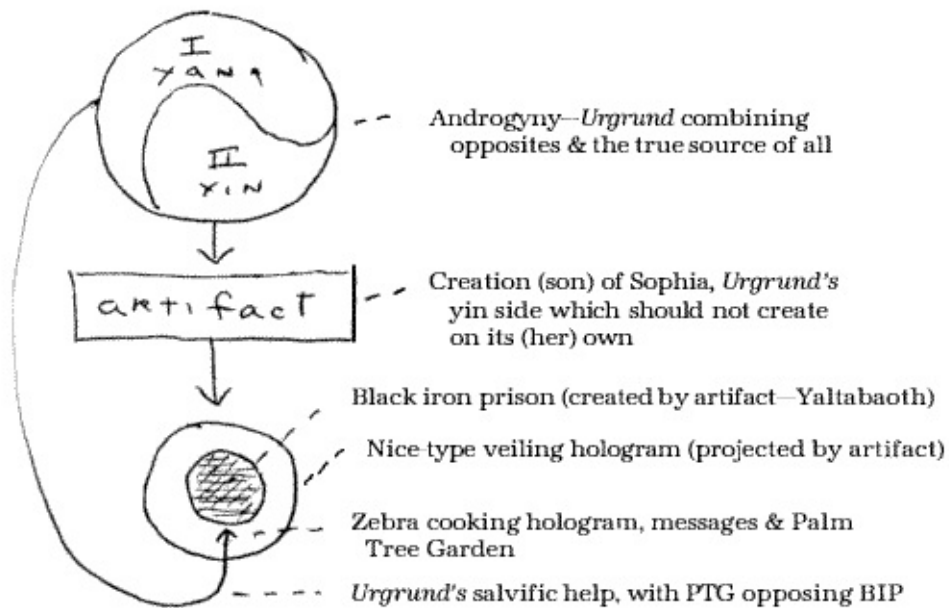 I
YANG
II
YIN
Androgyny—Urgrund combining
opposites & the true source of all
artifact
Creation (son) of Sophia, Urgrund's
yin side which should not create
on its (her) own
Black iron prison (created by artifact—Yaltabaoth)
Nice-type veiling hologram (projected by artifact)
Zebra cooking hologram, messages & Palm
Tree Garden
Urgrund's salvific help, with PTG opposing BIP